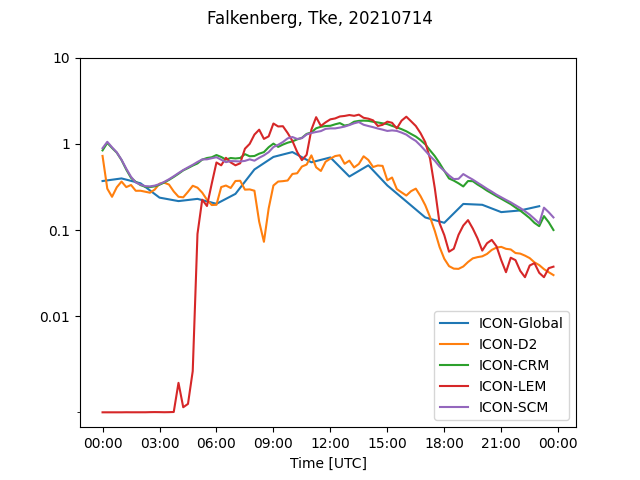 Falkenberg, Tke, 20210714
10
1
0.1
0.01
ICON-Global
ICON-D2
ICON-CRM
ICON-LEM
ICON-SCM
00:00 03:00 06:00 09:00 12:00 15:00 18:00 21:00 00:00
Time [UTC]